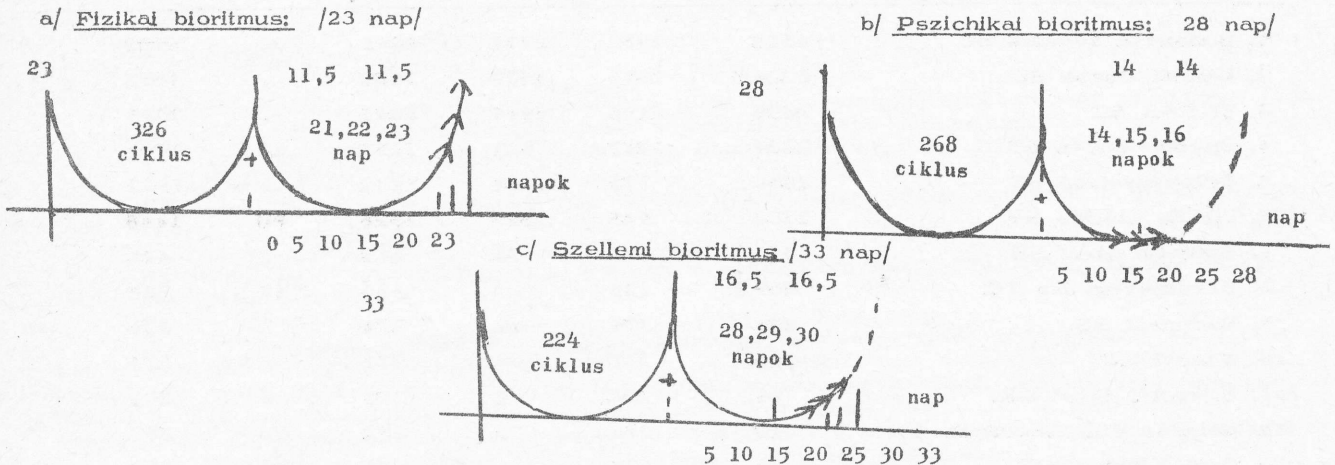 a/ Fizikai bioritmus: /23 nap/
23
11,5 11,5
326
ciklus
21,22,23
nap
napok
0 5 10 15 20 23
b/ Pszichikai bioritmus: 28 nap/
28
14 14
268
ciklus
14,15,16
napok
nap
5 10 15 20 25 28
c/ Szellemi bioritmus /33 nap/
33
16,5 16,5
224
ciklus
28,29,30
napok
nap
5 10 15 20 25 30 33